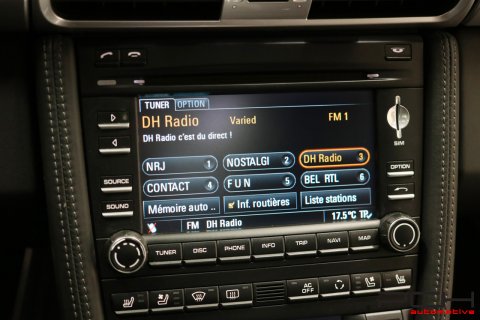 TUNER OPTION
DH Radio Varied FM 1
DH Radio c'est du direct !
NRJ 1 NOSTALGI 2 DH Radio 3
CONTACT 4 F U N 5 BEL RTL 6
Mémoire auto .. Inf. routières Liste stations
FM DH Radio 17.5°C TP
SIM
OPTION
SOURCE
SOUND
TUNER DISC PHONE INFO TRIP NAVI MAP
AC OFF
automotive